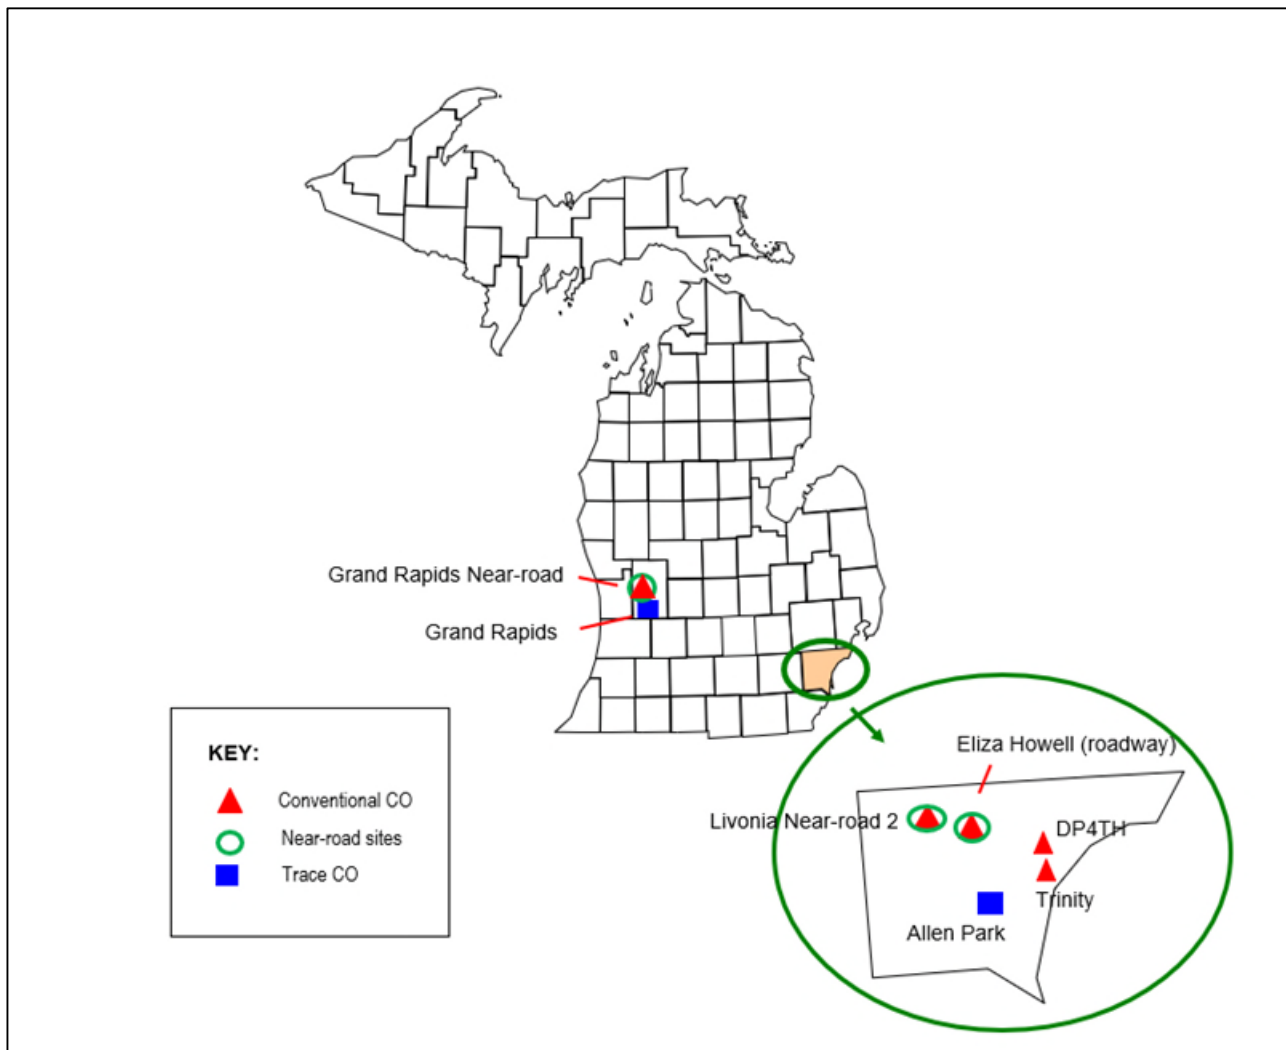 Grand Rapids Near-road
Grand Rapids
KEY:
Conventional CO
Near-road sites
Trace CO
Eliza Howell (roadway)
Livonia Near-road 2
DP4TH
Trinity
Allen Park